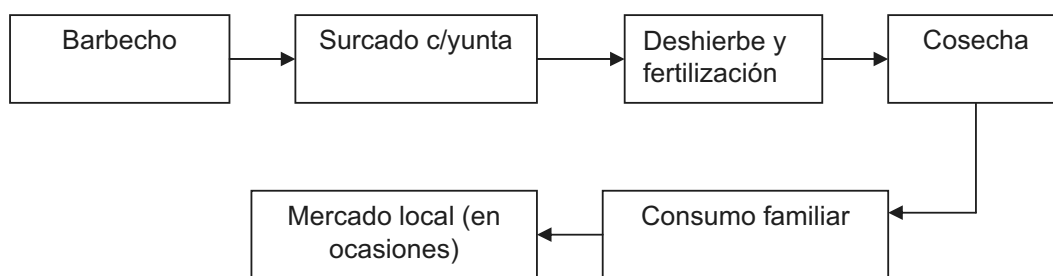 Barbecho
Surcado c/yunta
Deshierbe y
fertilización
Cosecha
Consumo familiar
Mercado local (en
ocasiones)